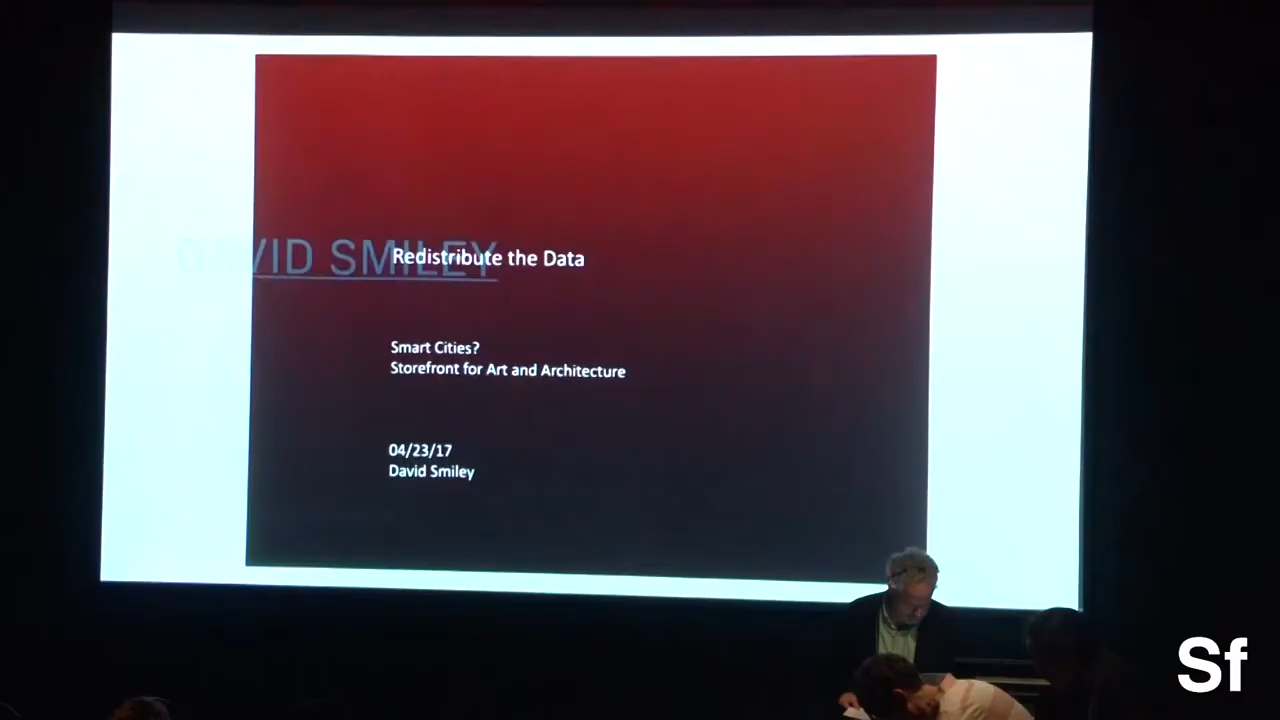 DAVID SMILEY
Redistribute the Data
Smart Cities?
Storefront for Art and Architecture
04/23/17
David Smiley
Sf